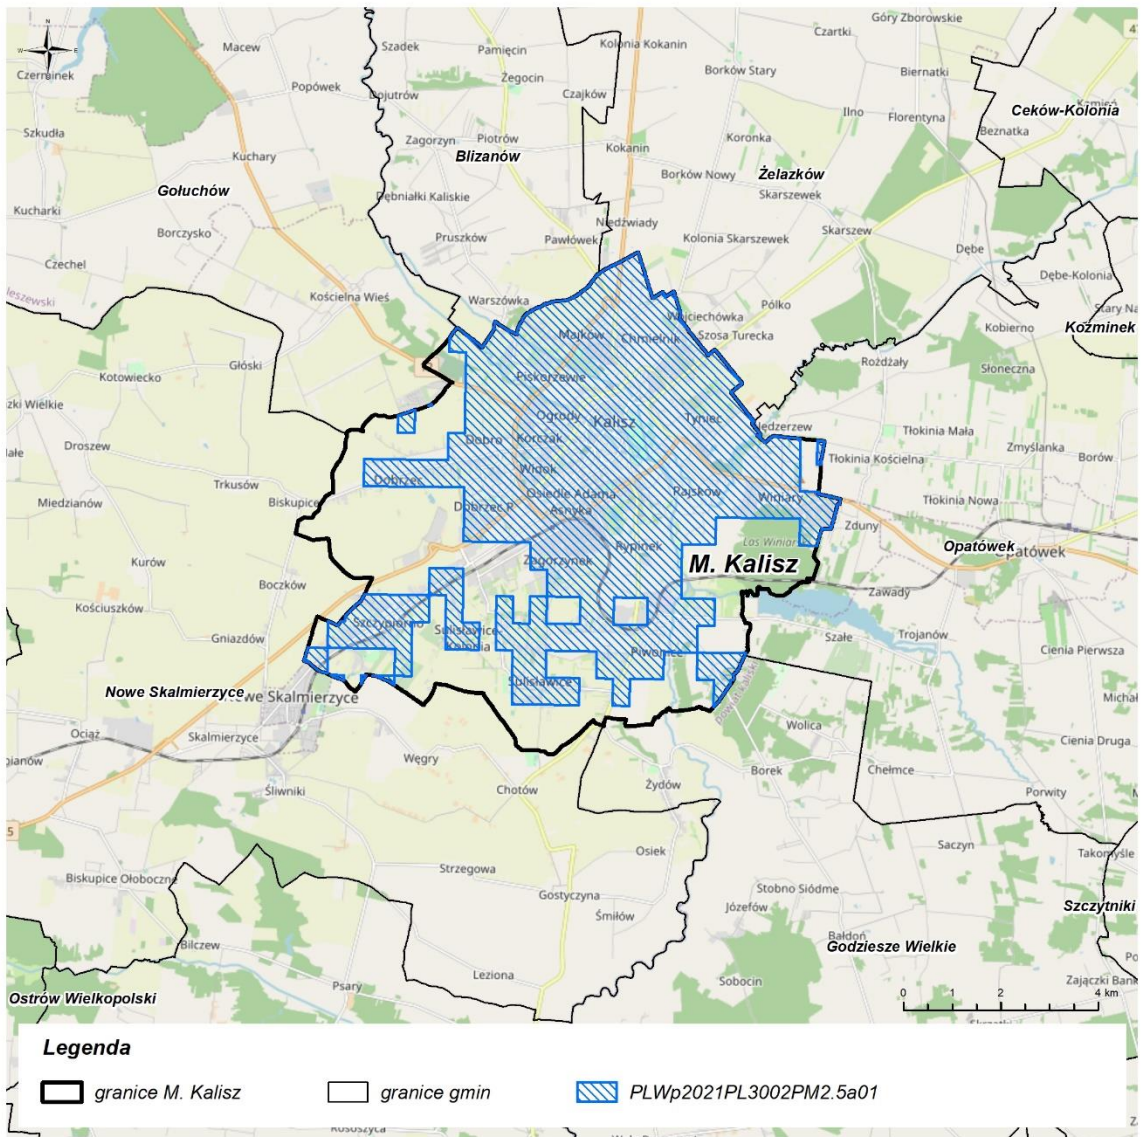 N
W E
Czerminek
Macew
Szadek
Pamięcin
Kolonia Kokanin
Czartki
Góry Zborowskie
Popówek
Żegocin
Borków Stary
Biernatki
Czajków
Ceków-Kolonia
Ilno
Florentyna
Beznatka
Szkudła
Zagorzyn
Piotrów
Koronka
Kuchary
Blizanów
Kokanin
Gołuchów
Borków Nowy
Żelazków
Skarszewek
Kucharki
Dębniałki Kaliskie
Niedźwiady
Borczysko
Pruszków
Pawłówek
Kolonia Skarszewek
Skarszew
Dębe
Czechel
Dębe-Kolonia
Kościelna Wieś
Warszówka
Pólko
Wojciechówka
Kobierno
Koźminek
Majków
Chmielnik
Szosa Turecka
Głóski
Rożdżały
Słoneczna
Kotowiecko
Piskorzewie
Ogrody
Kalisz
Tyniec
Droszew
Dobro
Korczak
Tłokinia Mała
Zmyślanka
Tłokinia Kościelna
Borów
Trkusów
Widok
Dobrzec
Miedzianów
Biskupice
Osiedle Adama
Asnyka
Rajsków
Winiary
Tłokinia Nowa
Dobrzec P
Zduny
Opatówek
Opatówek
Kurów
Zagorzynek
Rypinek
Las Winiar
M. Kalisz
Boczków
Zawady
Kościuszków
Szczypiorno
Sulisławice
Kolonia
Gniazdów
Szałe
Trojanów
Piwonice
Cienia Pierwsza
Nowe Skalmierzyce
Nowe Skalmierzyce
Sulisławice
Ociąż
Skalmierzyce
Wolica
Cienia Druga
Węgry
Borek
Chełmce
Śliwniki
Chotów
Żydów
Porwity
5
Osiek
Saczyn
Takomyśle
Biskupice Ołoboczne
Strzegowa
Gostyczyna
Stobno Siódme
Śmiłów
Józefów
Szczytniki
Bilczew
Bałdoń
Godziesze Wielkie
Leziona
Sobocin
Zajączki Bank
Ostrów Wielkopolski
Psary
0 1 2 4 km
Legenda
granice M. Kalisz
granice gmin
PLWp2021PL3002PM2.5a01